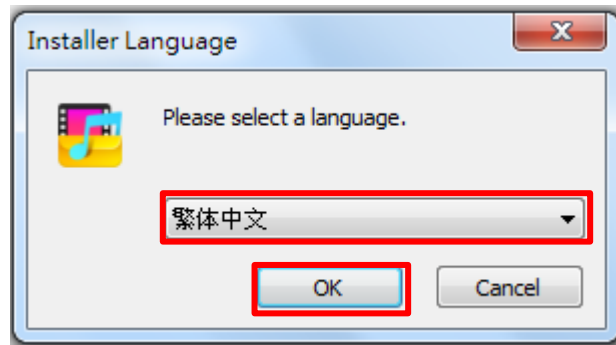 Installer Language
Please select a language.
繁体中文
OK
Cancel